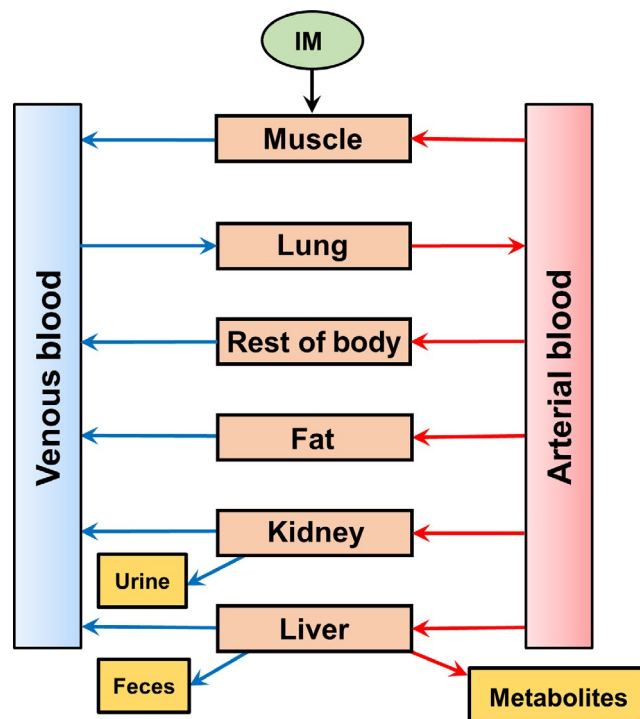 IM
Muscle
Lung
Rest of body
Fat
Kidney
Liver
Venous blood
Arterial blood
Urine
Feces
Metabolites